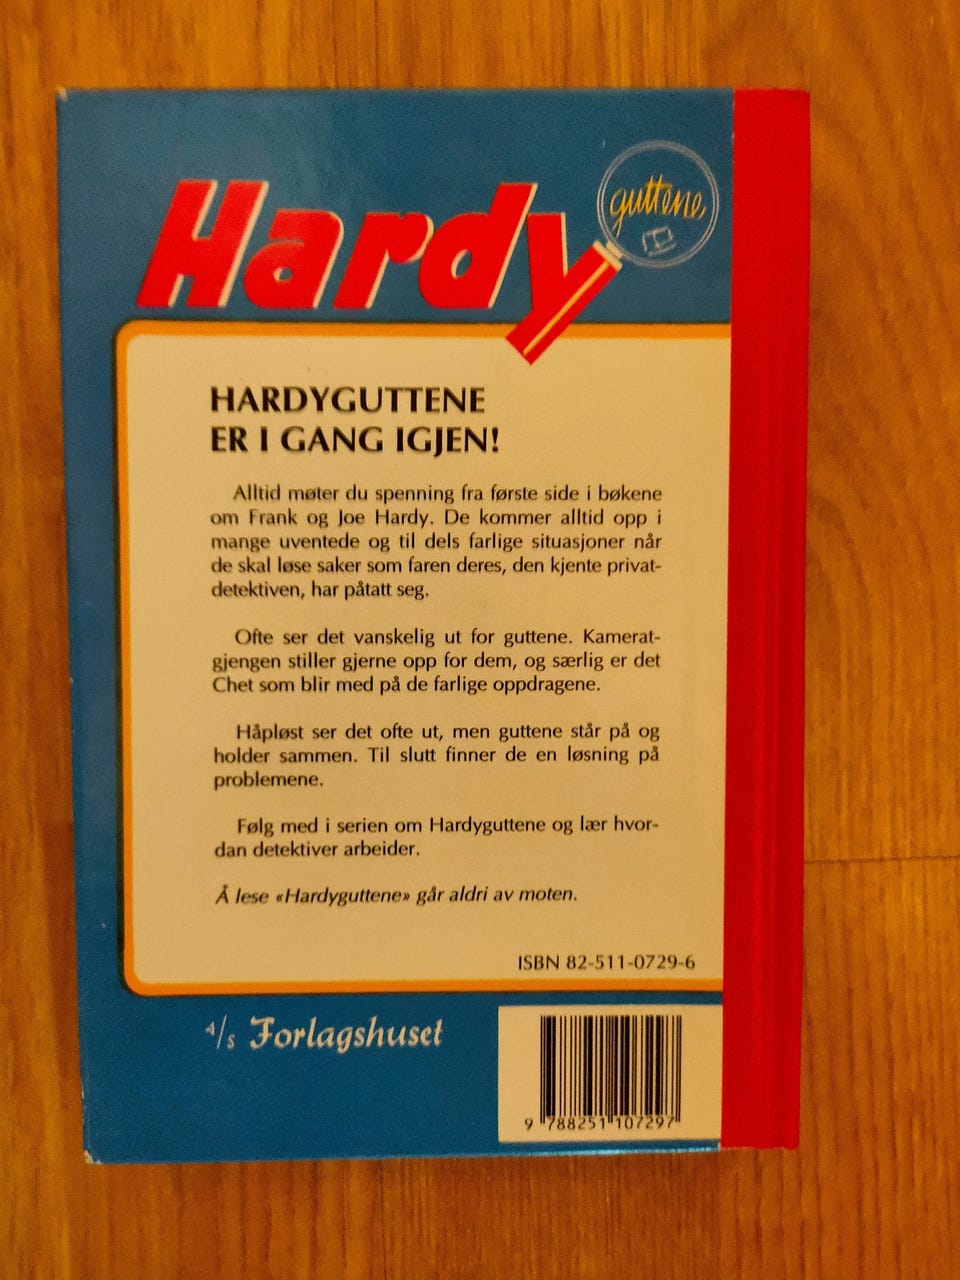 Hardy
guttene
HARDYGUTTENE
ER I GANG IGJEN!
Alltid møter du spenning fra første side i bøkene
om Frank og Joe Hardy. De kommer alltid opp i
mange uventede og til dels farlige situasjoner når
de skal løse saker som faren deres, den kjente privat-
detektiven, har påtatt seg.
Ofte ser det vanskelig ut for guttene. Kamerat-
gjengen stiller gjerne opp for dem, og særlig er det
Chet som blir med på de farlige oppdragene.
Håpløst ser det ofte ut, men guttene står på og
holder sammen. Til slutt finner de en løsning på
problemene.
Følg med i serien om Hardyguttene og lær hvor-
dan detektiver arbeider.
Å lese «Hardyguttene» går aldri av moten.
ISBN 82-511-0729-6
A/S Forlagshuset
9 788251 107297